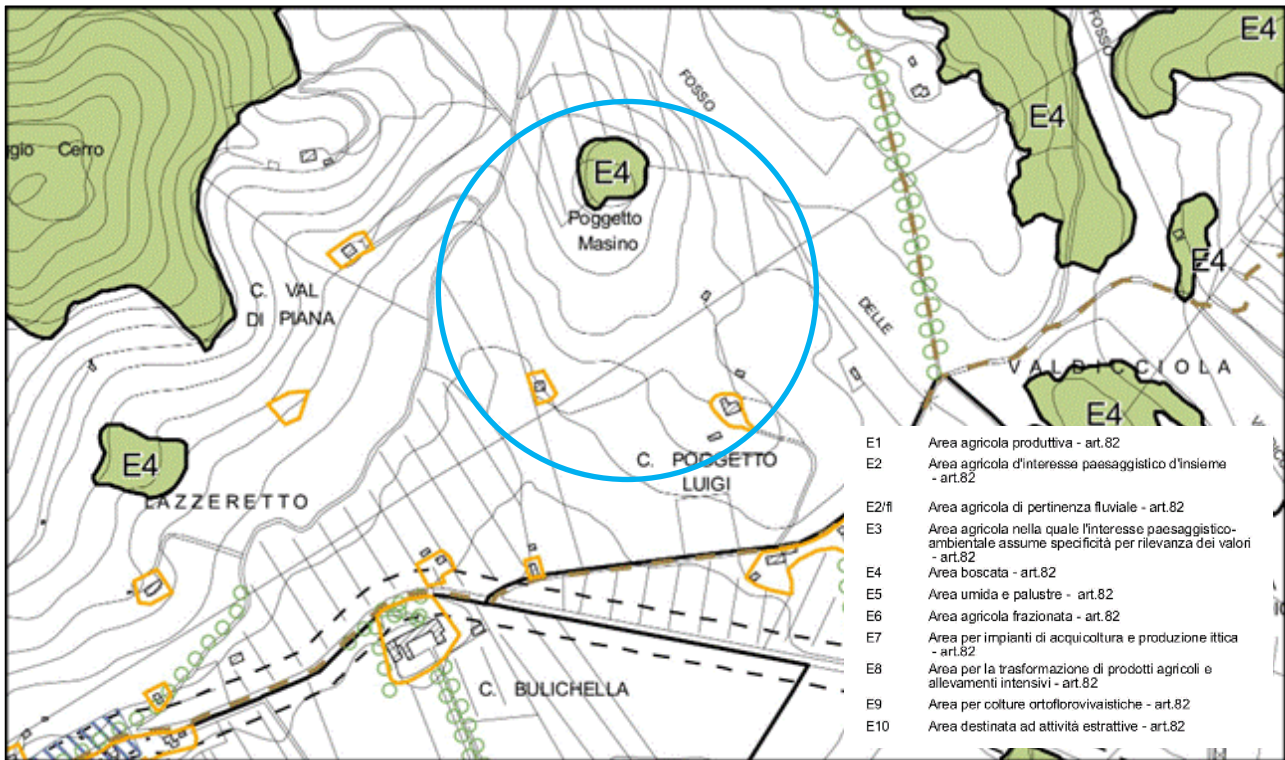 E4
FOSSO
FOSSO
E4
E4
Cerro
E4
Poggetto
Masino
DI
E4
C. VAL
DI PIANA
DELLE
VALDICCIOLA
E4
E4
C. POGGETTO
LUIGI
LAZZERETTO
C. BULICHELLA
E1 Area agricola produttiva - art.82
E2 Area agricola d'interesse paesaggistico d'insieme
- art.82
E2/fl Area agricola di pertinenza fluviale - art.82
E3 Area agricola nella quale l'interesse paesaggistico-
ambientale assume specificità per rilevanza dei valori
- art.82
E4 Area boscata - art.82
E5 Area umida e palustre - art.82
E6 Area agricola frazionata - art.82
E7 Area per impianti di acquicoltura e produzione ittica
- art.82
E8 Area per la trasformazione di prodotti agricoli e
allevamenti intensivi - art.82
E9 Area per colture ortoflorovivaistiche - art.82
E10 Area destinata ad attività estrattive - art.82